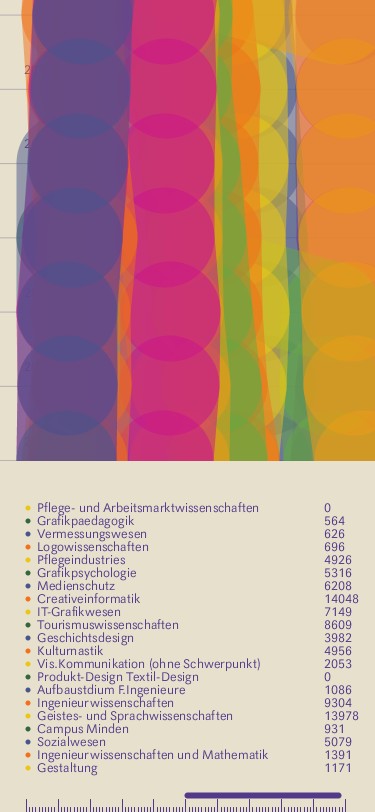 2
2
Pflege- und Arbeitsmarktwissenschaften 0
Grafikpaedagogik 564
Vermessungswesen 626
Logowissenschaften 696
Pflegeindustries 4926
Grafikpsychologie 5316
Medienschutz 6208
Creativeinformatik 14048
IT-Grafikwesen 7149
Tourismuswissenschaften 8609
Geschichtsdesign 3982
Kulturnastik 4956
Vis.Kommunikation (ohne Schwerpunkt) 2053
Produkt-Design Textil-Design 0
Aufbaustdium F.Ingenieure 1086
Ingenieurwissenschaften 9304
Geistes- und Sprachwissenschaften 13978
Campus Minden 931
Sozialwesen 5079
Ingenieurwissenschaften und Mathematik 1391
Gestaltung 1171